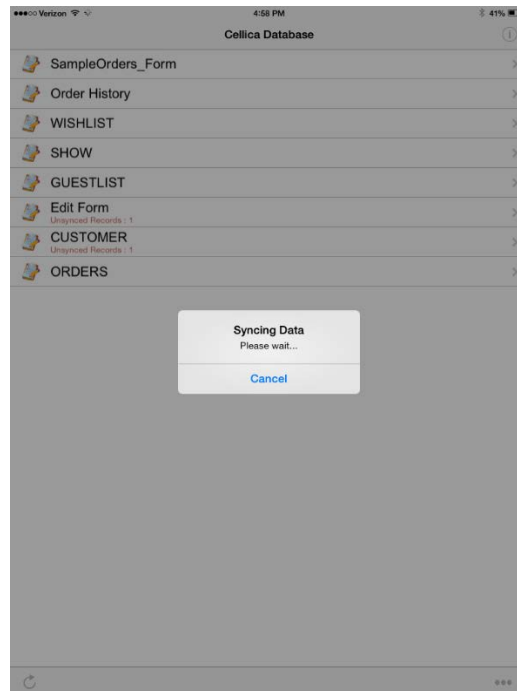 Verizon 4:58 PM 41%
Cellica Database
SampleOrders_Form
Order History
WISHLIST
SHOW
GUESTLIST
Edit Form
Unsynced Records : 1
CUSTOMER
Unsynced Records : 1
ORDERS
Syncing Data
Please wait...
Cancel